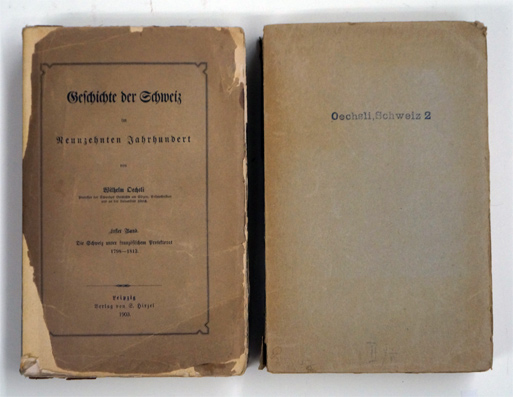 Geschichte der Schweiz
im
Neunzehnten Jahrhundert
von
Wilhelm Oechsli
Erster Band
Die Schweiz unter französischem Protektorat
1798—1813
Leipzig
Verlag von S. Hirzel
1903
Oechsli, Schweiz 2